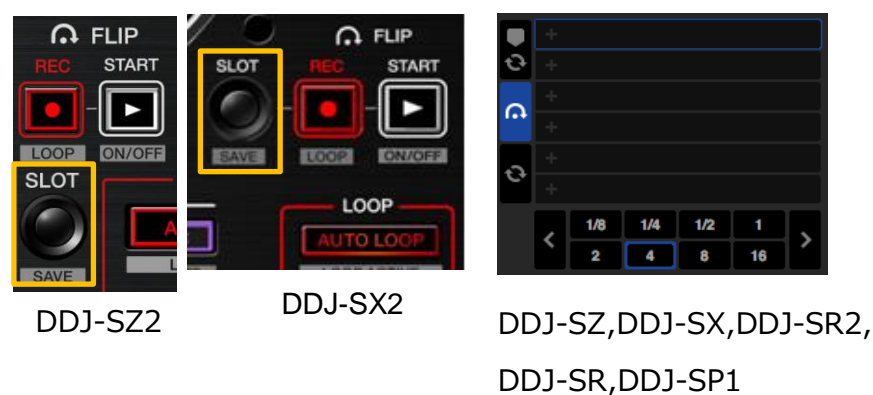 FLIP
REC START
LOOP ON/OFF
SLOT
SAVE
DDJ-SZ2
FLIP
SLOT REC START
SAVE LOOP ON/OFF
LOOP
AUTO LOOP
DDJ-SX2
1/8 1/4 1/2 1
2 4 8 16
DDJ-SZ,DDJ-SX,DDJ-SR2,
DDJ-SR,DDJ-SP1